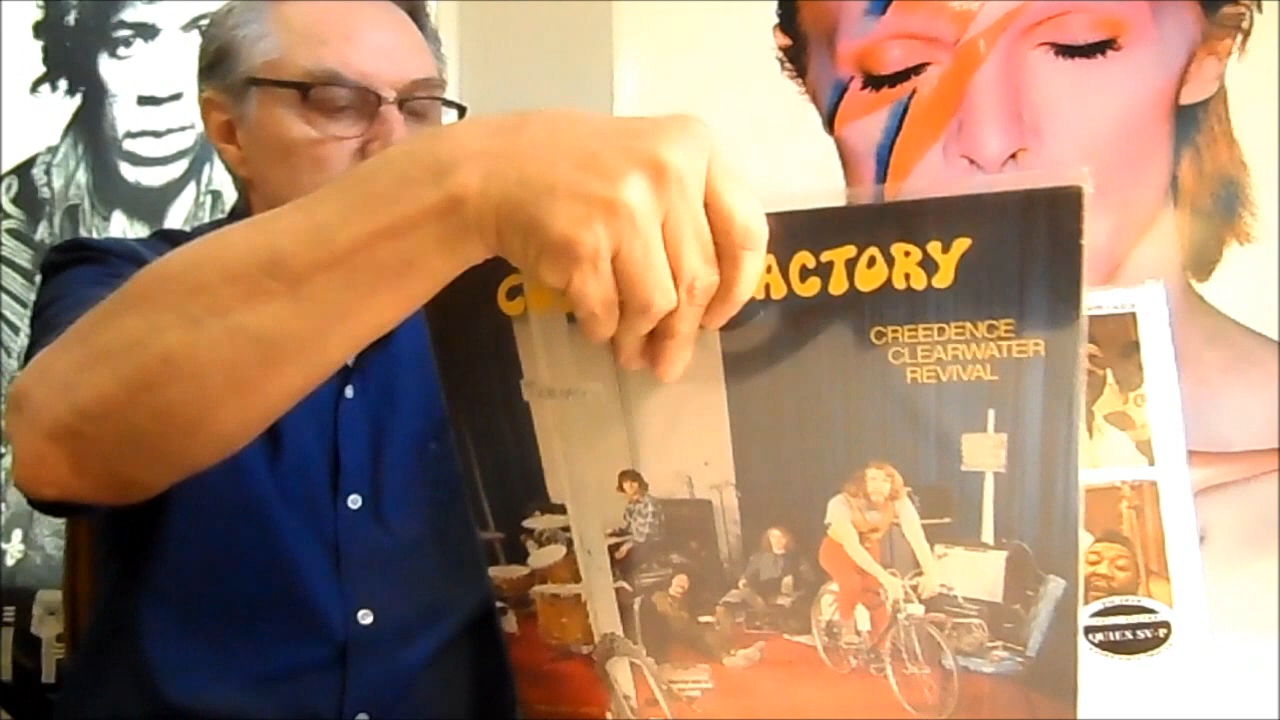 C ACTORY
CREEDENCE
CLEARWATER
REVIVAL
QUIEX SV-P